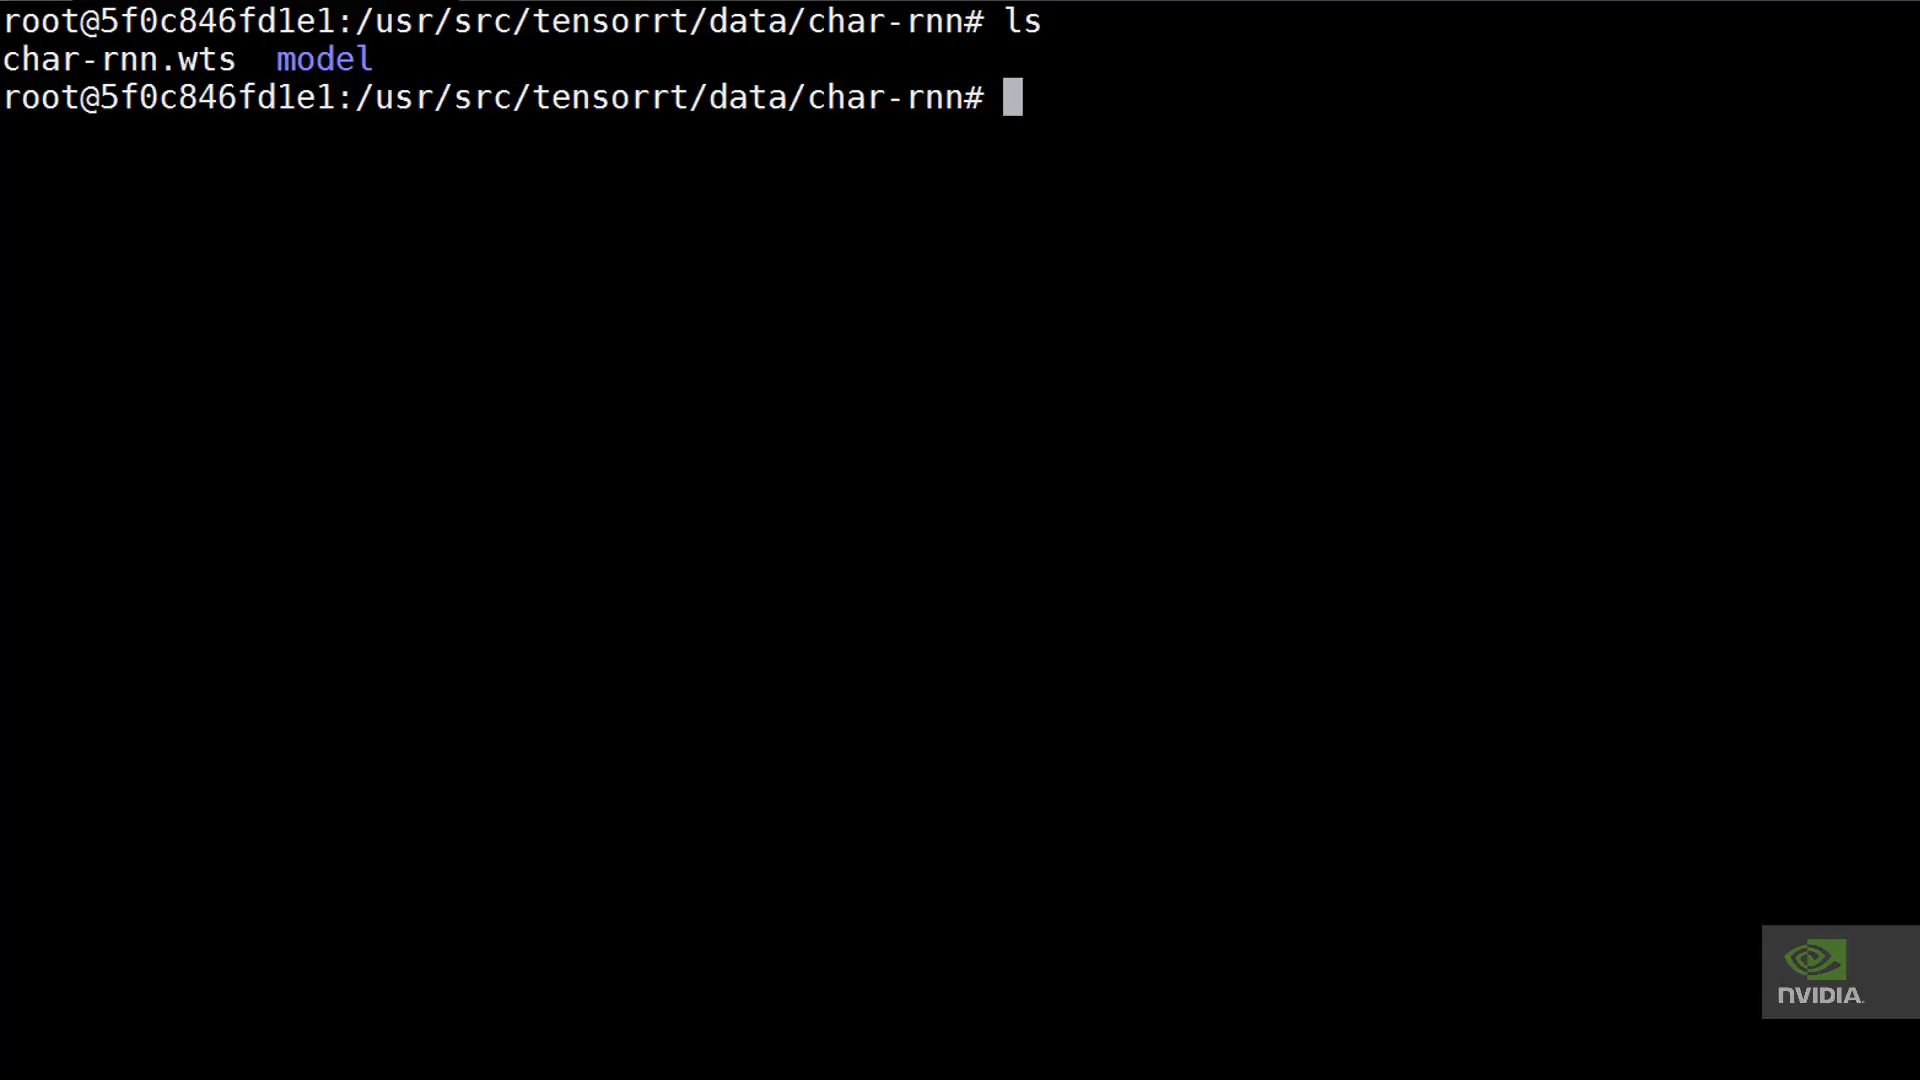 root@5f0c846fd1e1:/usr/src/tensorrt/data/char-rnn# ls
char-rnn.wts  model
root@5f0c846fd1e1:/usr/src/tensorrt/data/char-rnn#
NVIDIA.